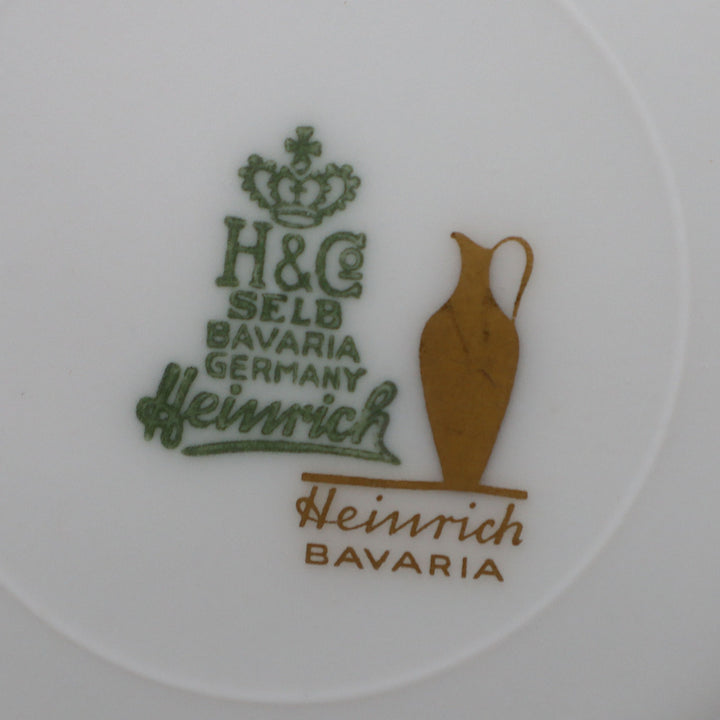 H&Co
SELB
BAVARIA
GERMANY
Heinrich
Heinrich
BAVARIA